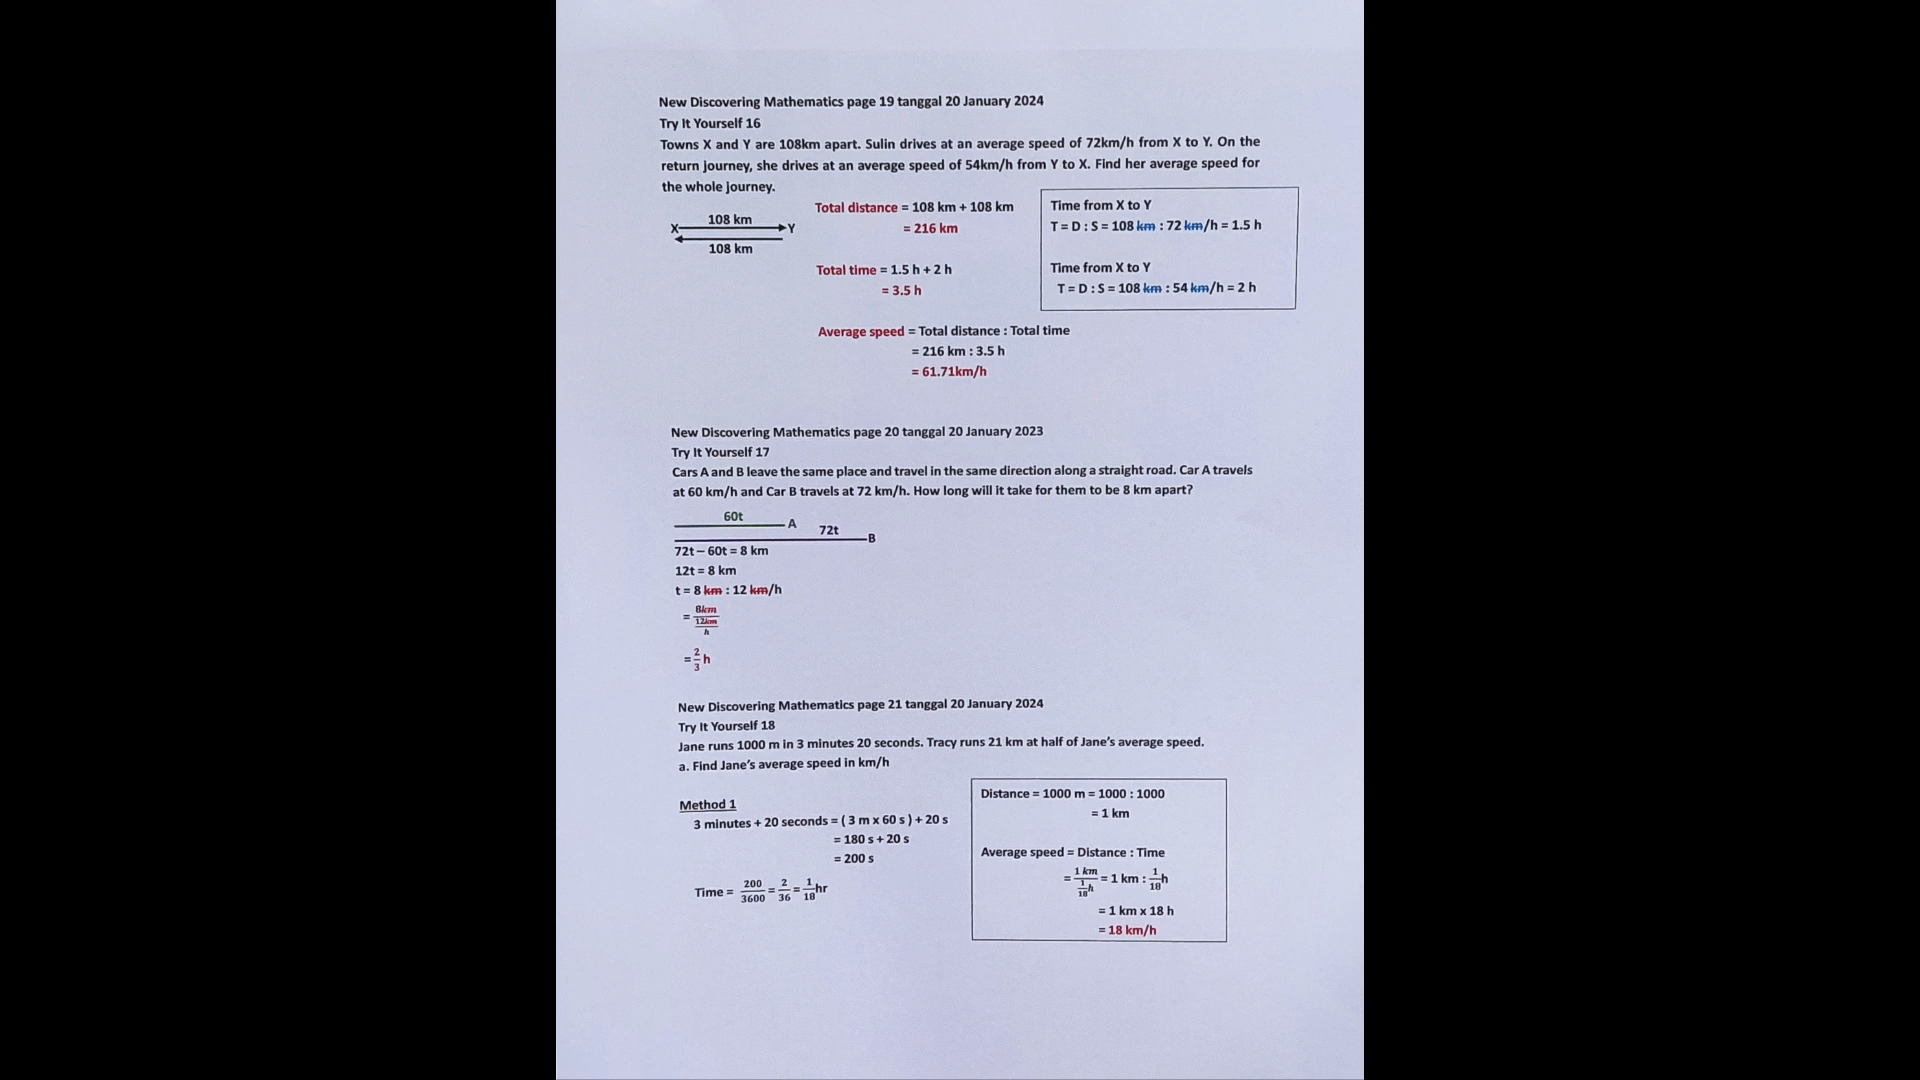 New Discovering Mathematics page 19 tanggal 20 January 2024
Try It Yourself 16
Towns X and Y are 108km apart. Sulin drives at an average speed of 72km/h from X to Y. On the
return journey, she drives at an average speed of 54km/h from Y to X. Find her average speed for
the whole journey.
108 km
X Y
108 km
Total distance = 108 km + 108 km
= 216 km
Total time = 1.5 h + 2 h
= 3.5 h
Time from X to Y
T = D : S = 108 km : 72 km/h = 1.5 h
Time from X to Y
T = D : S = 108 km : 54 km/h = 2 h
Average speed = Total distance : Total time
= 216 km : 3.5 h
= 61.71km/h
New Discovering Mathematics page 20 tanggal 20 January 2023
Try It Yourself 17
Cars A and B leave the same place and travel in the same direction along a straight road. Car A travels
at 60 km/h and Car B travels at 72 km/h. How long will it take for them to be 8 km apart?
60t
A
72t
B
72t – 60t = 8 km
12t = 8 km
t = 8 km : 12 km/h
= 8km / 12km / h
= 2/3 h
New Discovering Mathematics page 21 tanggal 20 January 2024
Try It Yourself 18
Jane runs 1000 m in 3 minutes 20 seconds. Tracy runs 21 km at half of Jane's average speed.
a. Find Jane's average speed in km/h
Method 1
3 minutes + 20 seconds = ( 3 m x 60 s ) + 20 s
= 180 s + 20 s
= 200 s
Time = 200/3600 = 2/36 = 1/18 hr
Distance = 1000 m = 1000 : 1000
= 1 km
Average speed = Distance : Time
= 1 km / 1/18 h = 1 km : 1/18 h
= 1 km x 18 h
= 18 km/h